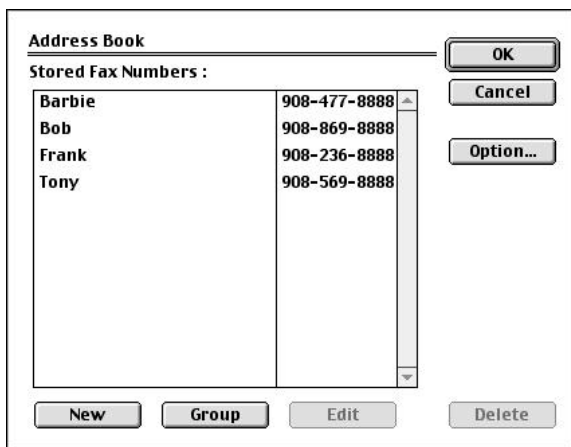 Address Book
OK
Stored Fax Numbers :
Cancel
Barbie 908-477-8888
Bob 908-869-8888
Frank 908-236-8888
Option...
Tony 908-569-8888
New Group Edit Delete